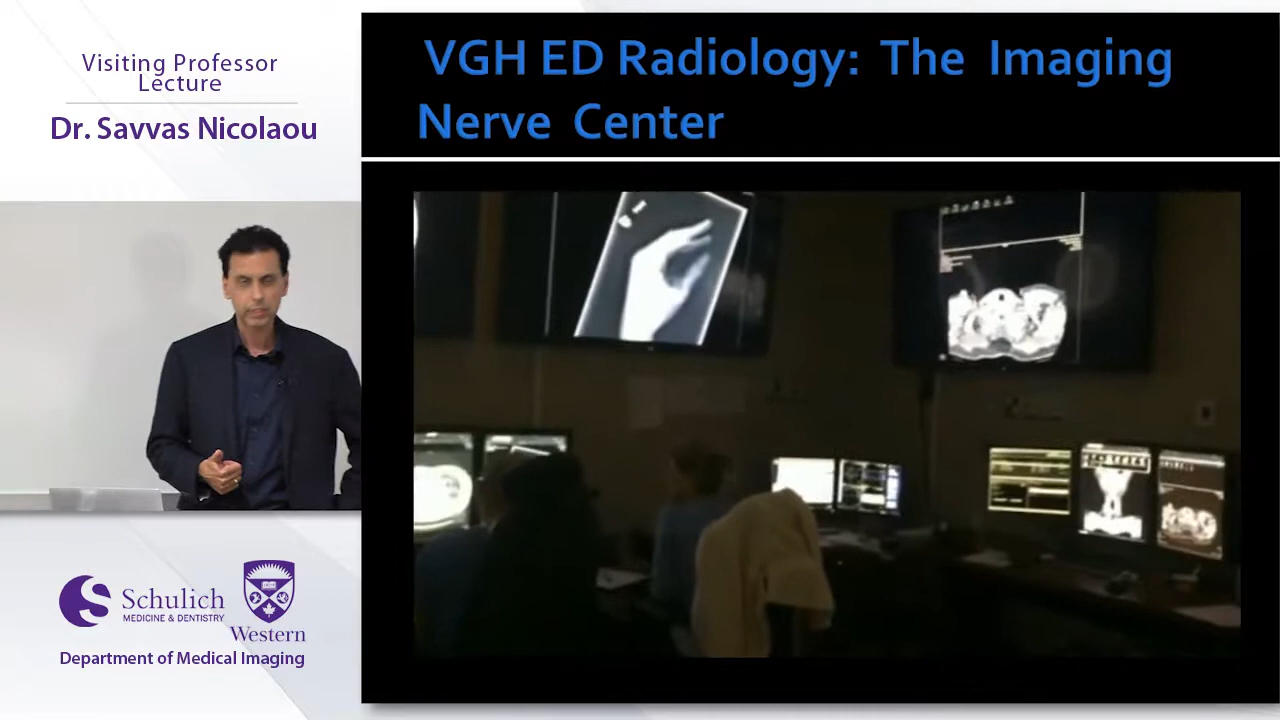 Visiting Professor
Lecture
Dr. Savvas Nicolaou
VGH ED Radiology: The Imaging
Nerve Center
Schulich
MEDICINE & DENTISTRY
Western
Department of Medical Imaging